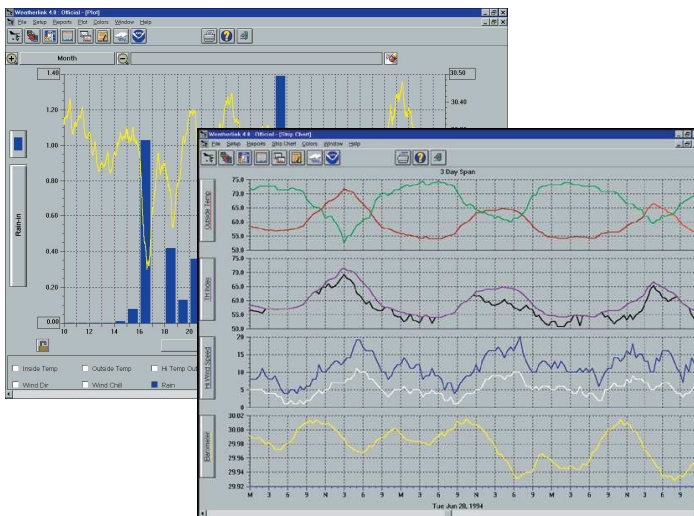 Weatherlink 4.0 : Official - [Plot]
File Setup Reports Plot Colors Window Help
Month
1.40
1.20
1.00
0.80
0.60
0.40
0.20
0.00
30.50
30.40
Rain-in
10 12 13 14 15 16 17 18 19 20
Inside Temp Outside Temp Hi Temp Out
Wind Dir Wind Chill Rain
Weatherlink 4.0 : Official - [Strip Chart]
File Setup Reports Strip Chart Colors Window Help
3 Day Span
Outside Temp
75.0
70.0
65.0
60.0
55.0
50.0
TH Index
75.0
70.0
65.0
60.0
55.0
50.0
Hi Wind Speed
20
15
10
5
0
Barometer
30.02
30.00
29.98
29.96
29.94
29.92
M 3 6 9 N 3 6 9 M 3 6 9 N 3 6 9 M 3 6 9 N 3 6 9
Tue Jun 28, 1994